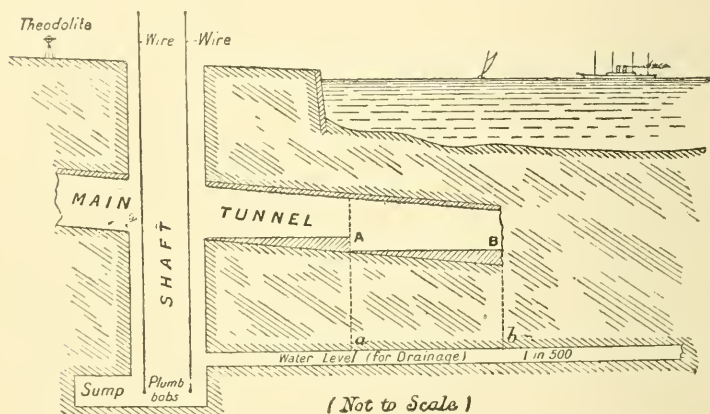 Theodolite
Wire Wire
MAIN TUNNEL
SHAFT
A B
a b
Water Level (for Drainage) 1 in 500
Sump Plumb bobs
(Not to Scale)